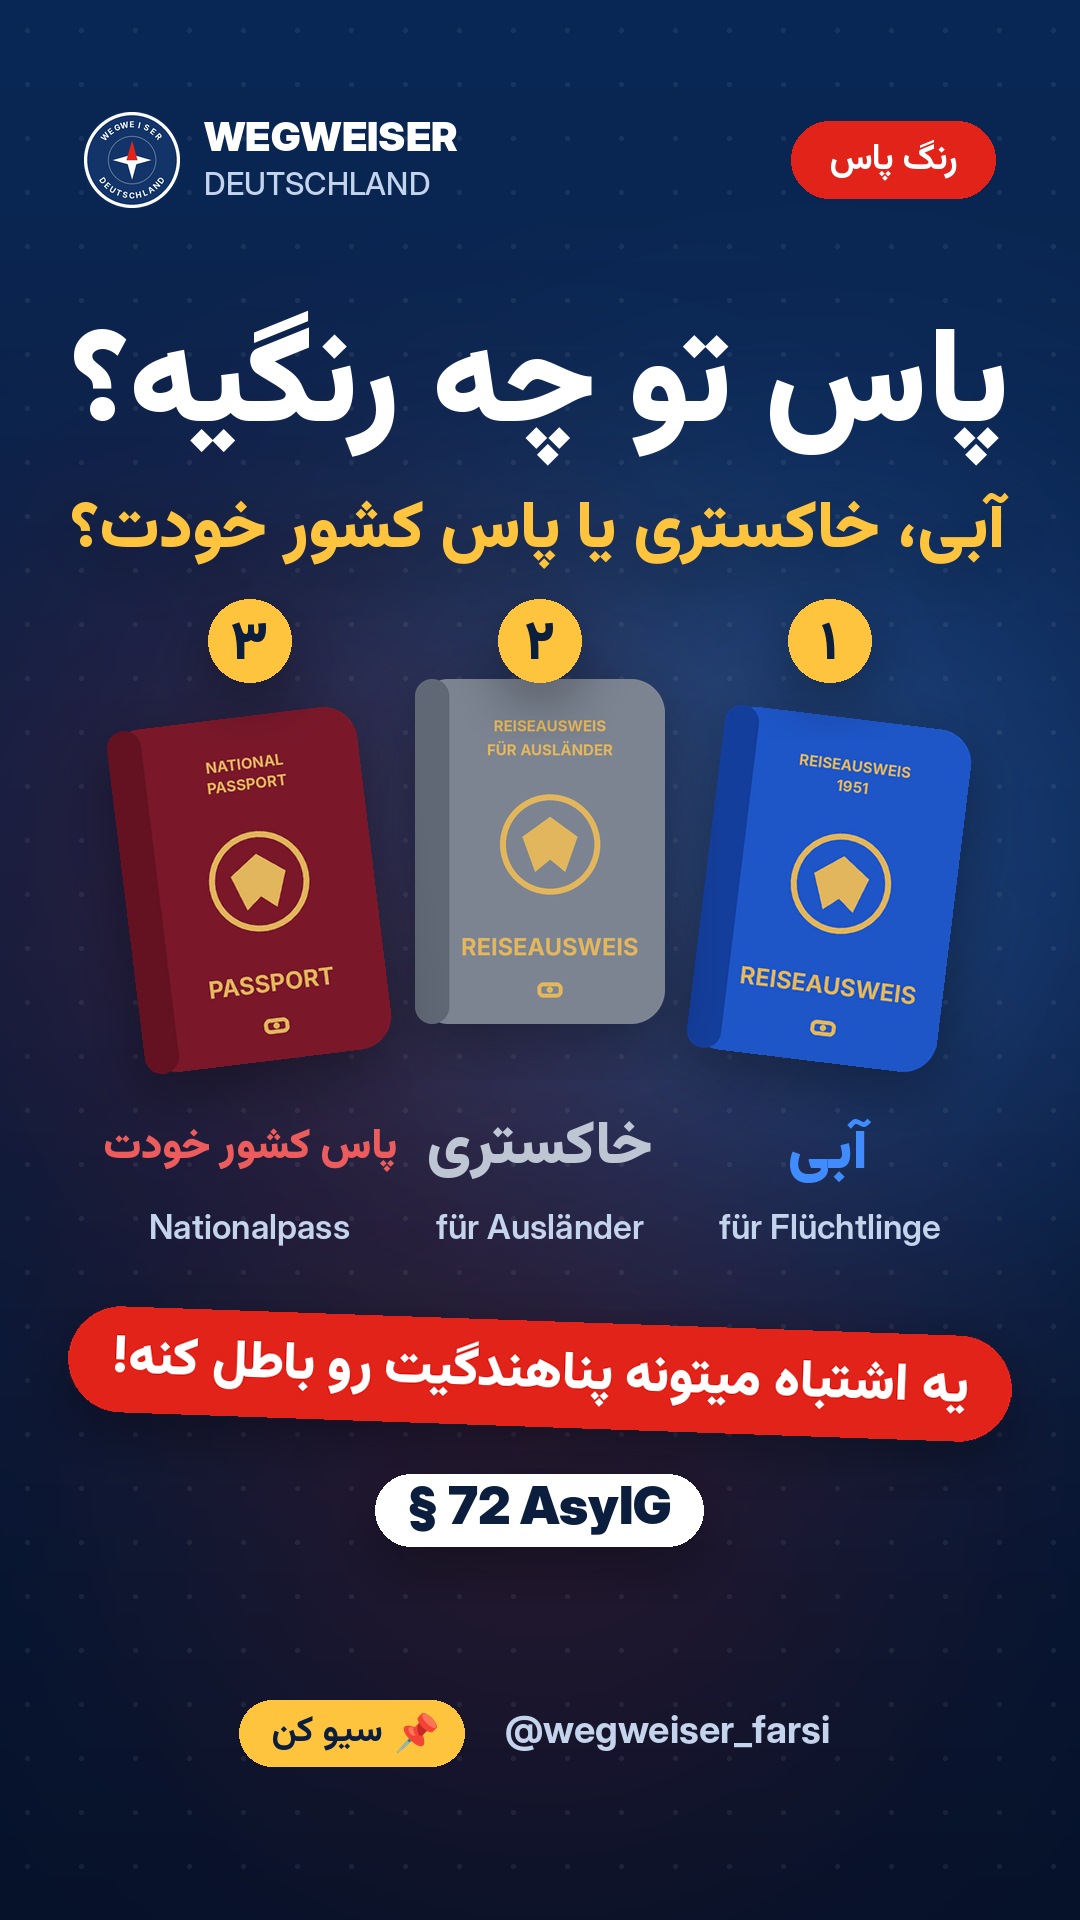 WEGWEISER
DEUTSCHLAND
WEGWEISER
DEUTSCHLAND
رنگ پاس
پاس تو چه رنگیه؟
آبی، خاکستری یا پاس کشور خودت؟
۱
۲
۳
REISEAUSWEIS
1951
REISEAUSWEIS
REISEAUSWEIS
FÜR AUSLÄNDER
REISEAUSWEIS
NATIONAL
PASSPORT
PASSPORT
آبی
für Flüchtlinge
خاکستری
für Ausländer
پاس کشور خودت
Nationalpass
یه اشتباه میتونه پناهندگیت رو باطل کنه!
§ 72 AsylG
📌 سیو کن
@wegweiser_farsi